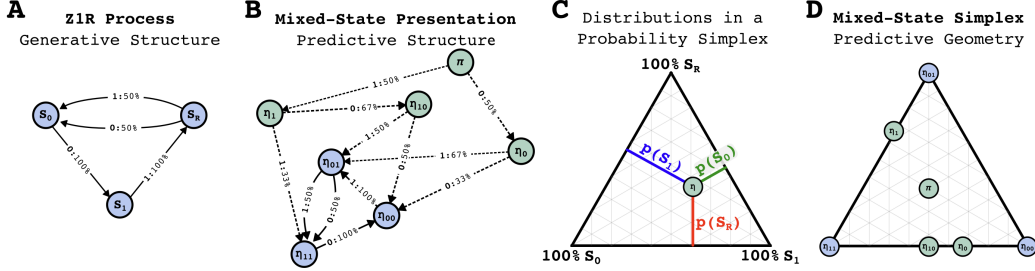 A
Z1R Process
Generative Structure
1:50%
S0
SR
0:50%
0:100%
1:100%
S1
B
Mixed-State Presentation
Predictive Structure
π
1:50%
0:50%
η1
0:67%
η10
1:50%
0:50%
η0
1:67%
η01
0:33%
1:33%
1:50%
0:50%
1:100%
η00
0:100%
η11
C
Distributions in a
Probability Simplex
100% SR
p(S1)
p(S0)
η
p(SR)
100% S0
100% S1
D
Mixed-State Simplex
Predictive Geometry
η01
η1
π
η11
η10
η0
η00